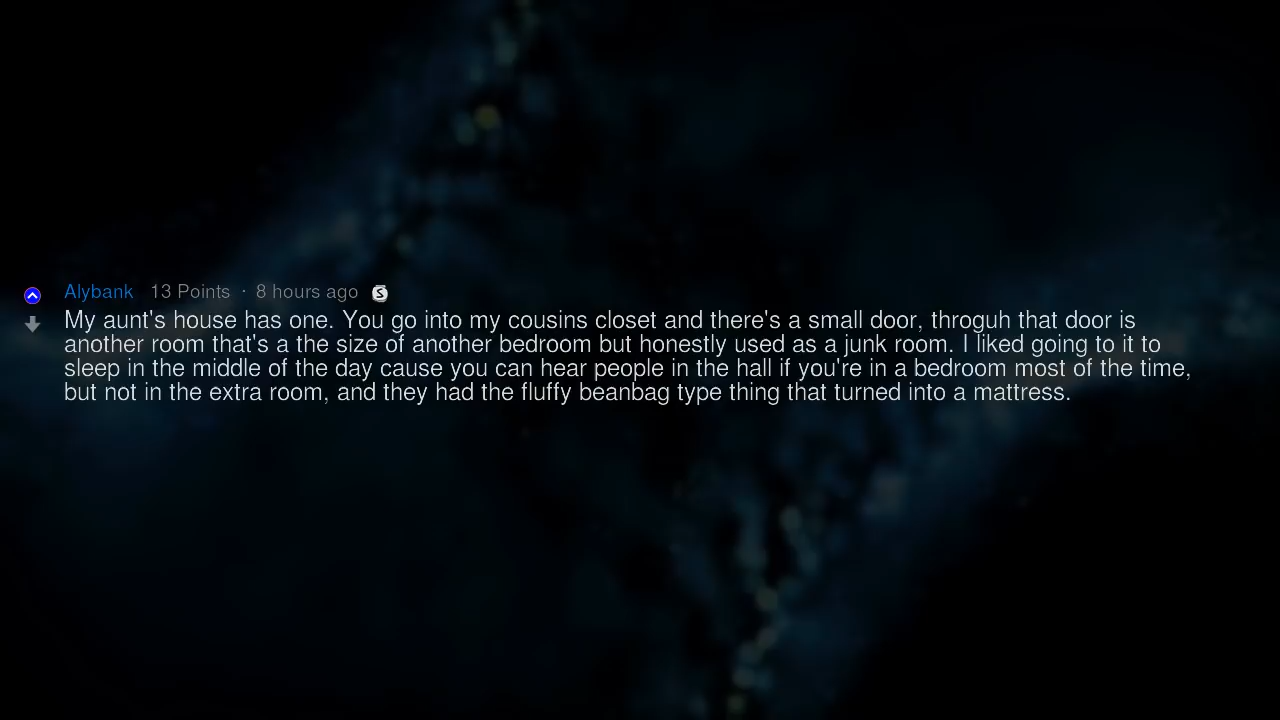 Alybank 13 Points · 8 hours ago S
My aunt's house has one. You go into my cousins closet and there's a small door, throguh that door is
another room that's a the size of another bedroom but honestly used as a junk room. I liked going to it to
sleep in the middle of the day cause you can hear people in the hall if you're in a bedroom most of the time,
but not in the extra room, and they had the fluffy beanbag type thing that turned into a mattress.